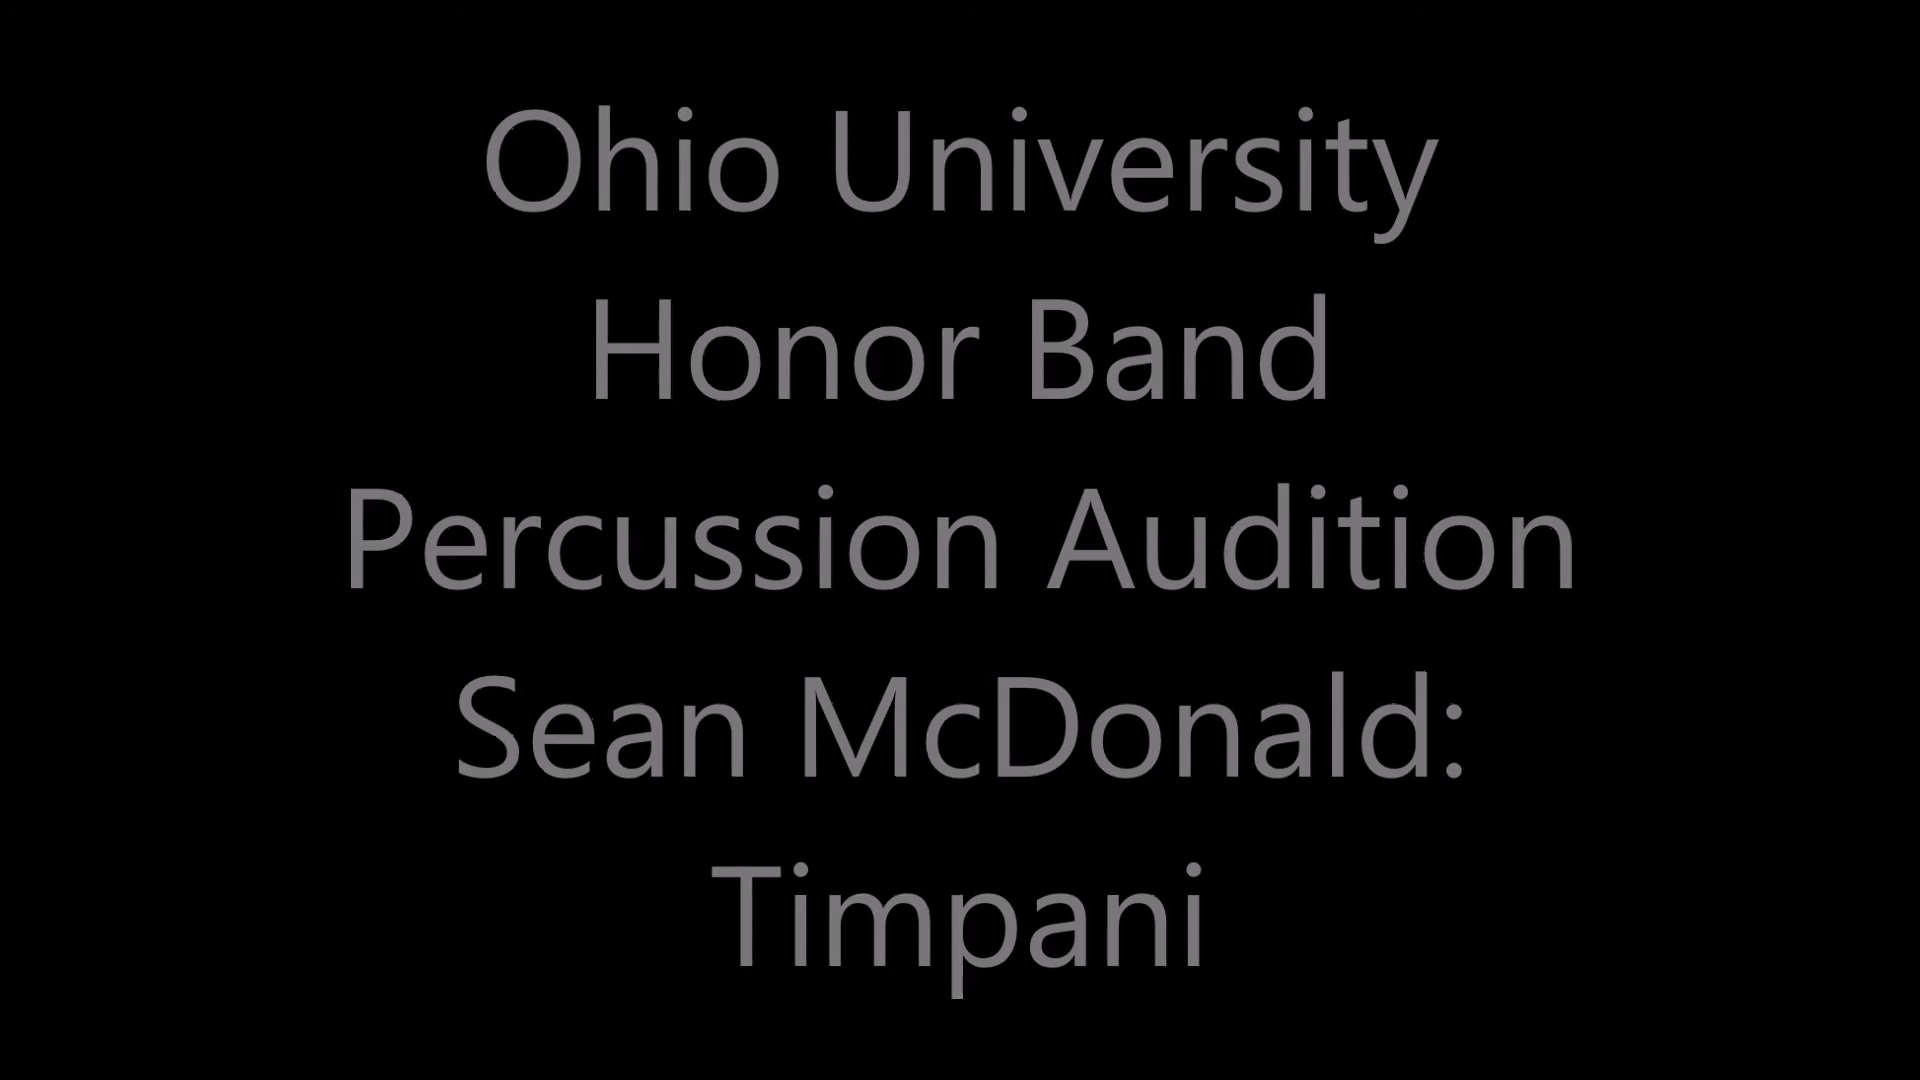 Ohio University
Honor Band
Percussion Audition
Sean McDonald:
Timpani